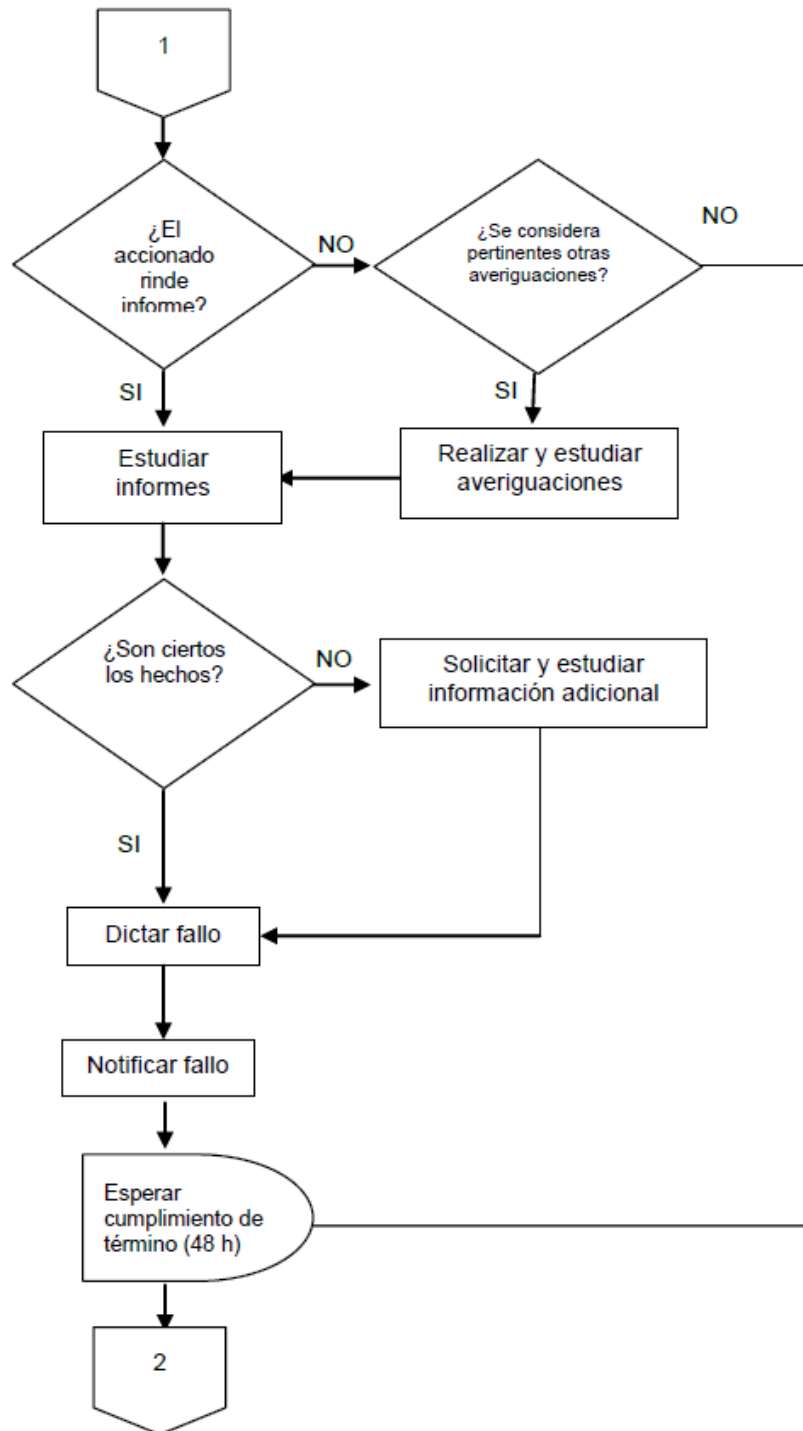 1
¿El
accionado
rinde
informe?
NO
¿Se considera
pertinentes otras
averiguaciones?
NO
SI
SI
Estudiar
informes
Realizar y estudiar
averiguaciones
¿Son ciertos
los hechos?
NO
Solicitar y estudiar
información adicional
SI
Dictar fallo
Notificar fallo
Esperar
cumplimiento de
término (48 h)
2